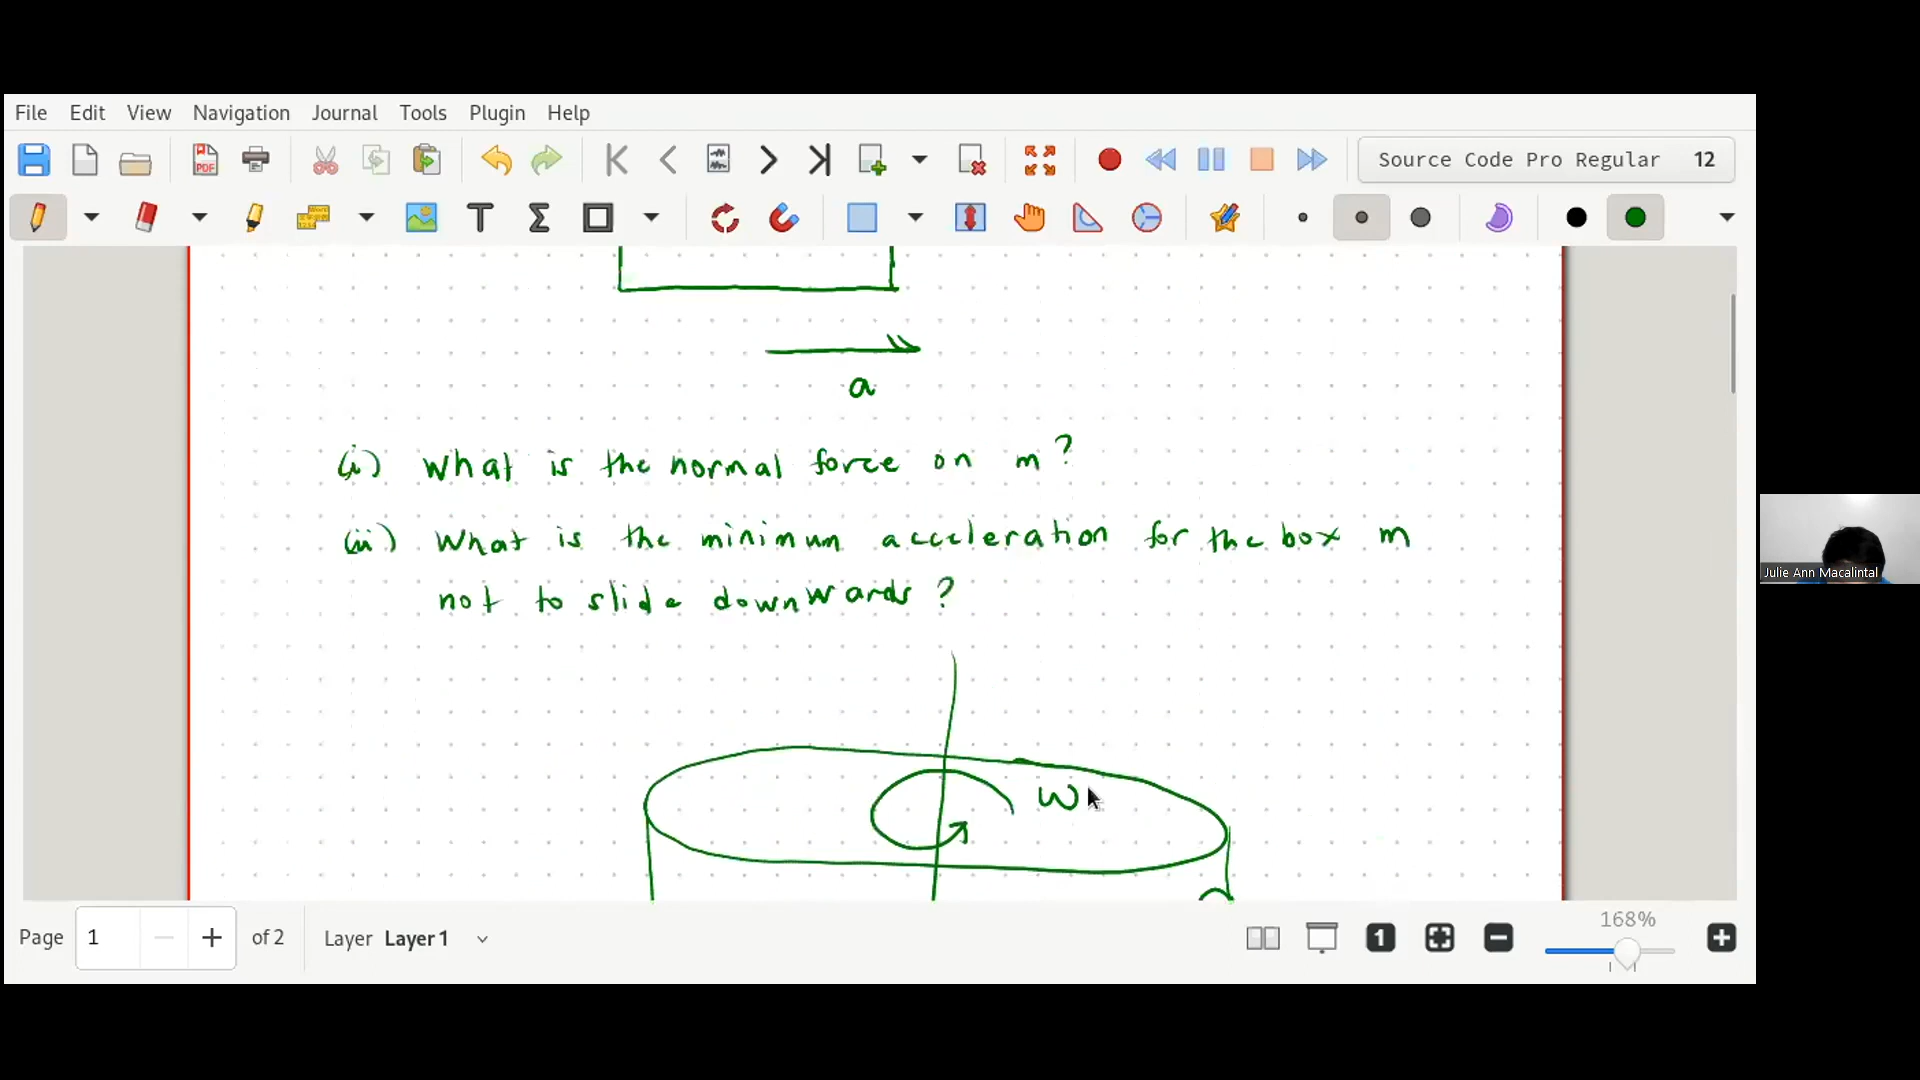 File Edit View Navigation Journal Tools Plugin Help
Source Code Pro Regular 12
a
(i) What is the normal force on m?
(ii) What is the minimum acceleration for the box m
not to slide downwards?
ω
Julie Ann Macalintal
Page 1 of 2 Layer Layer 1 168%